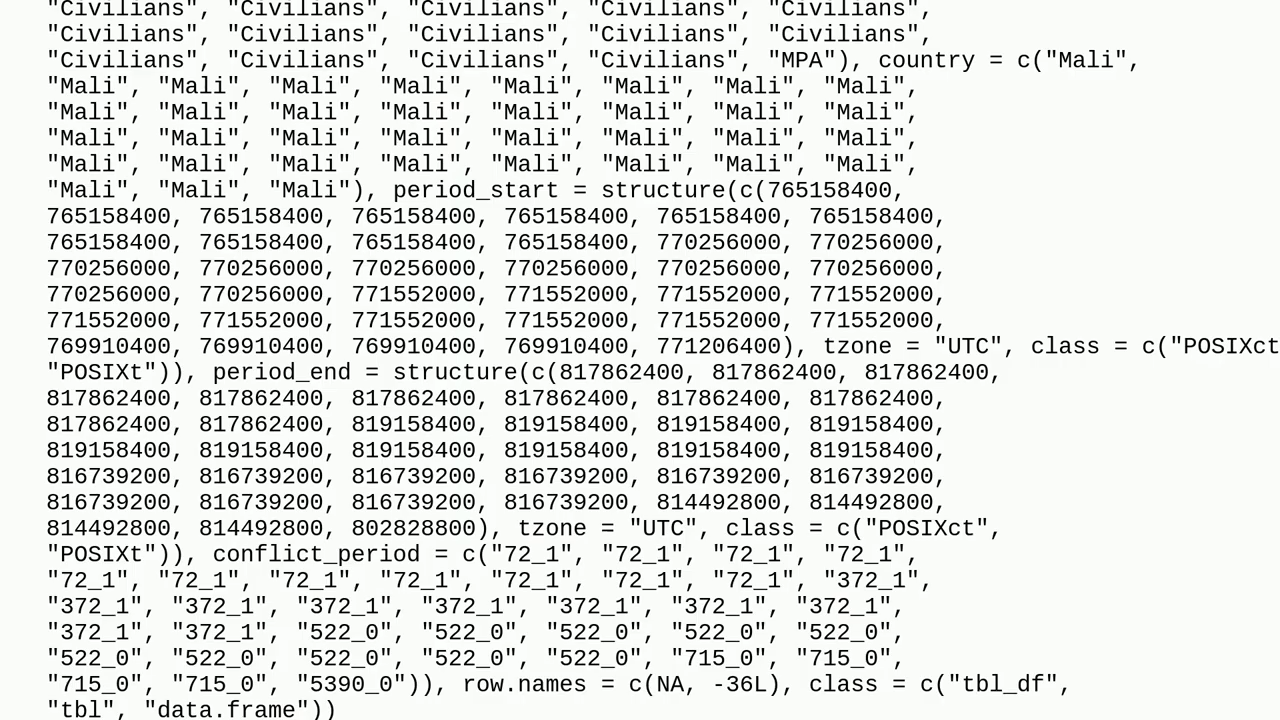 "Civilians", "Civilians", "Civilians", "Civilians", "Civilians",
"Civilians", "Civilians", "Civilians", "Civilians", "Civilians",
"Civilians", "Civilians", "Civilians", "Civilians", "MPA"), country = c("Mali",
"Mali", "Mali", "Mali", "Mali", "Mali", "Mali", "Mali", "Mali",
"Mali", "Mali", "Mali", "Mali", "Mali", "Mali", "Mali", "Mali",
"Mali", "Mali", "Mali", "Mali", "Mali", "Mali", "Mali", "Mali",
"Mali", "Mali", "Mali", "Mali", "Mali", "Mali", "Mali", "Mali",
"Mali", "Mali", "Mali"), period_start = structure(c(765158400,
765158400, 765158400, 765158400, 765158400, 765158400, 765158400,
765158400, 765158400, 765158400, 765158400, 770256000, 770256000,
770256000, 770256000, 770256000, 770256000, 770256000, 770256000,
770256000, 770256000, 771552000, 771552000, 771552000, 771552000,
771552000, 771552000, 771552000, 771552000, 771552000, 771552000,
769910400, 769910400, 769910400, 769910400, 771206400), tzone = "UTC", class = c("POSIXct
"POSIXt")), period_end = structure(c(817862400, 817862400, 817862400,
817862400, 817862400, 817862400, 817862400, 817862400, 817862400,
817862400, 817862400, 819158400, 819158400, 819158400, 819158400,
819158400, 819158400, 819158400, 819158400, 819158400, 819158400,
816739200, 816739200, 816739200, 816739200, 816739200, 816739200,
816739200, 816739200, 816739200, 816739200, 814492800, 814492800,
814492800, 814492800, 802828800), tzone = "UTC", class = c("POSIXct",
"POSIXt")), conflict_period = c("72_1", "72_1", "72_1", "72_1",
"72_1", "72_1", "72_1", "72_1", "72_1", "72_1", "72_1", "372_1",
"372_1", "372_1", "372_1", "372_1", "372_1", "372_1", "372_1",
"372_1", "372_1", "522_0", "522_0", "522_0", "522_0", "522_0",
"522_0", "522_0", "522_0", "522_0", "522_0", "715_0", "715_0",
"715_0", "715_0", "5390_0")), row.names = c(NA, -36L), class = c("tbl_df",
"tbl", "data.frame"))